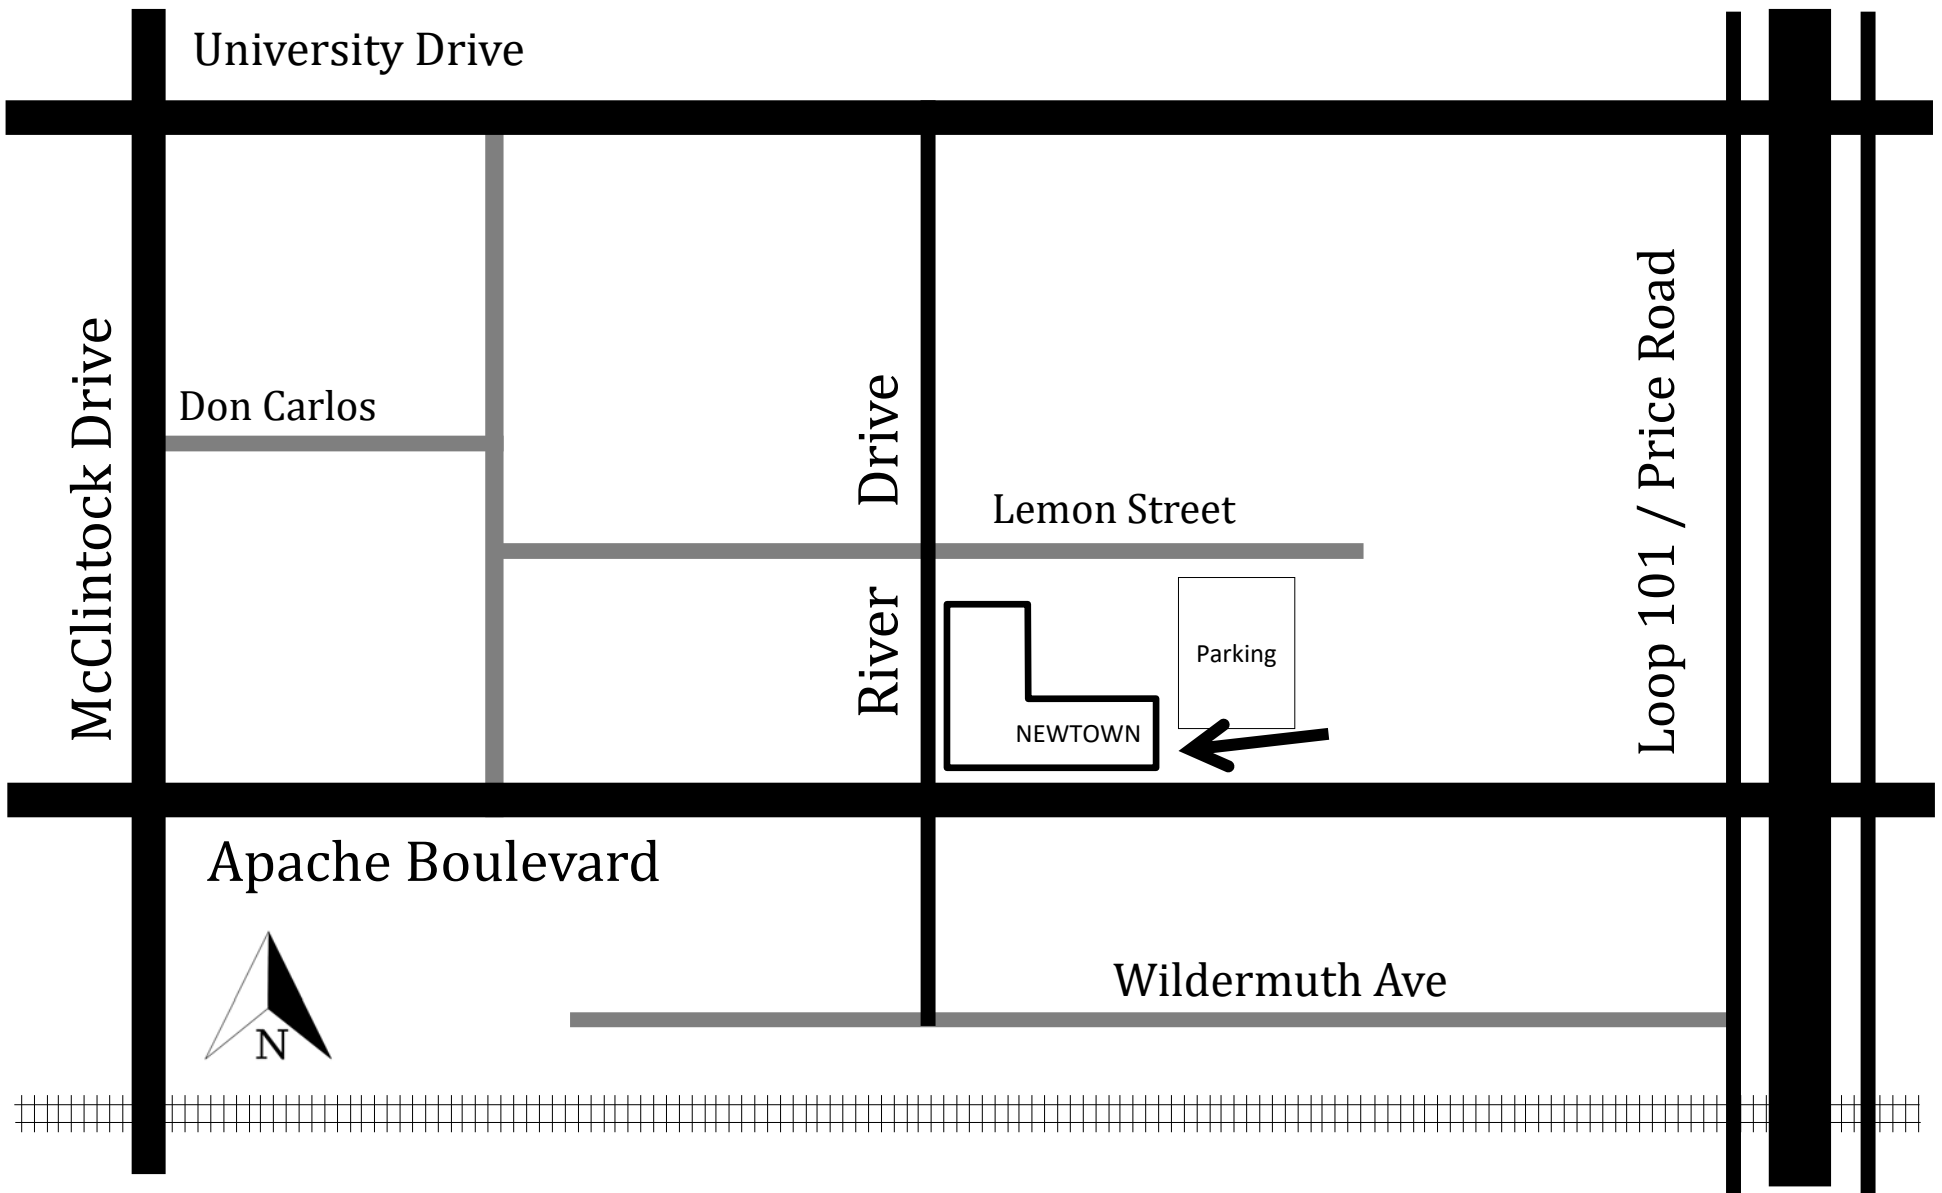 University Drive
McClintock Drive
Don Carlos
River Drive
Lemon Street
Loop 101 / Price Road
Parking
NEWTOWN
Apache Boulevard
Wildermuth Ave
N